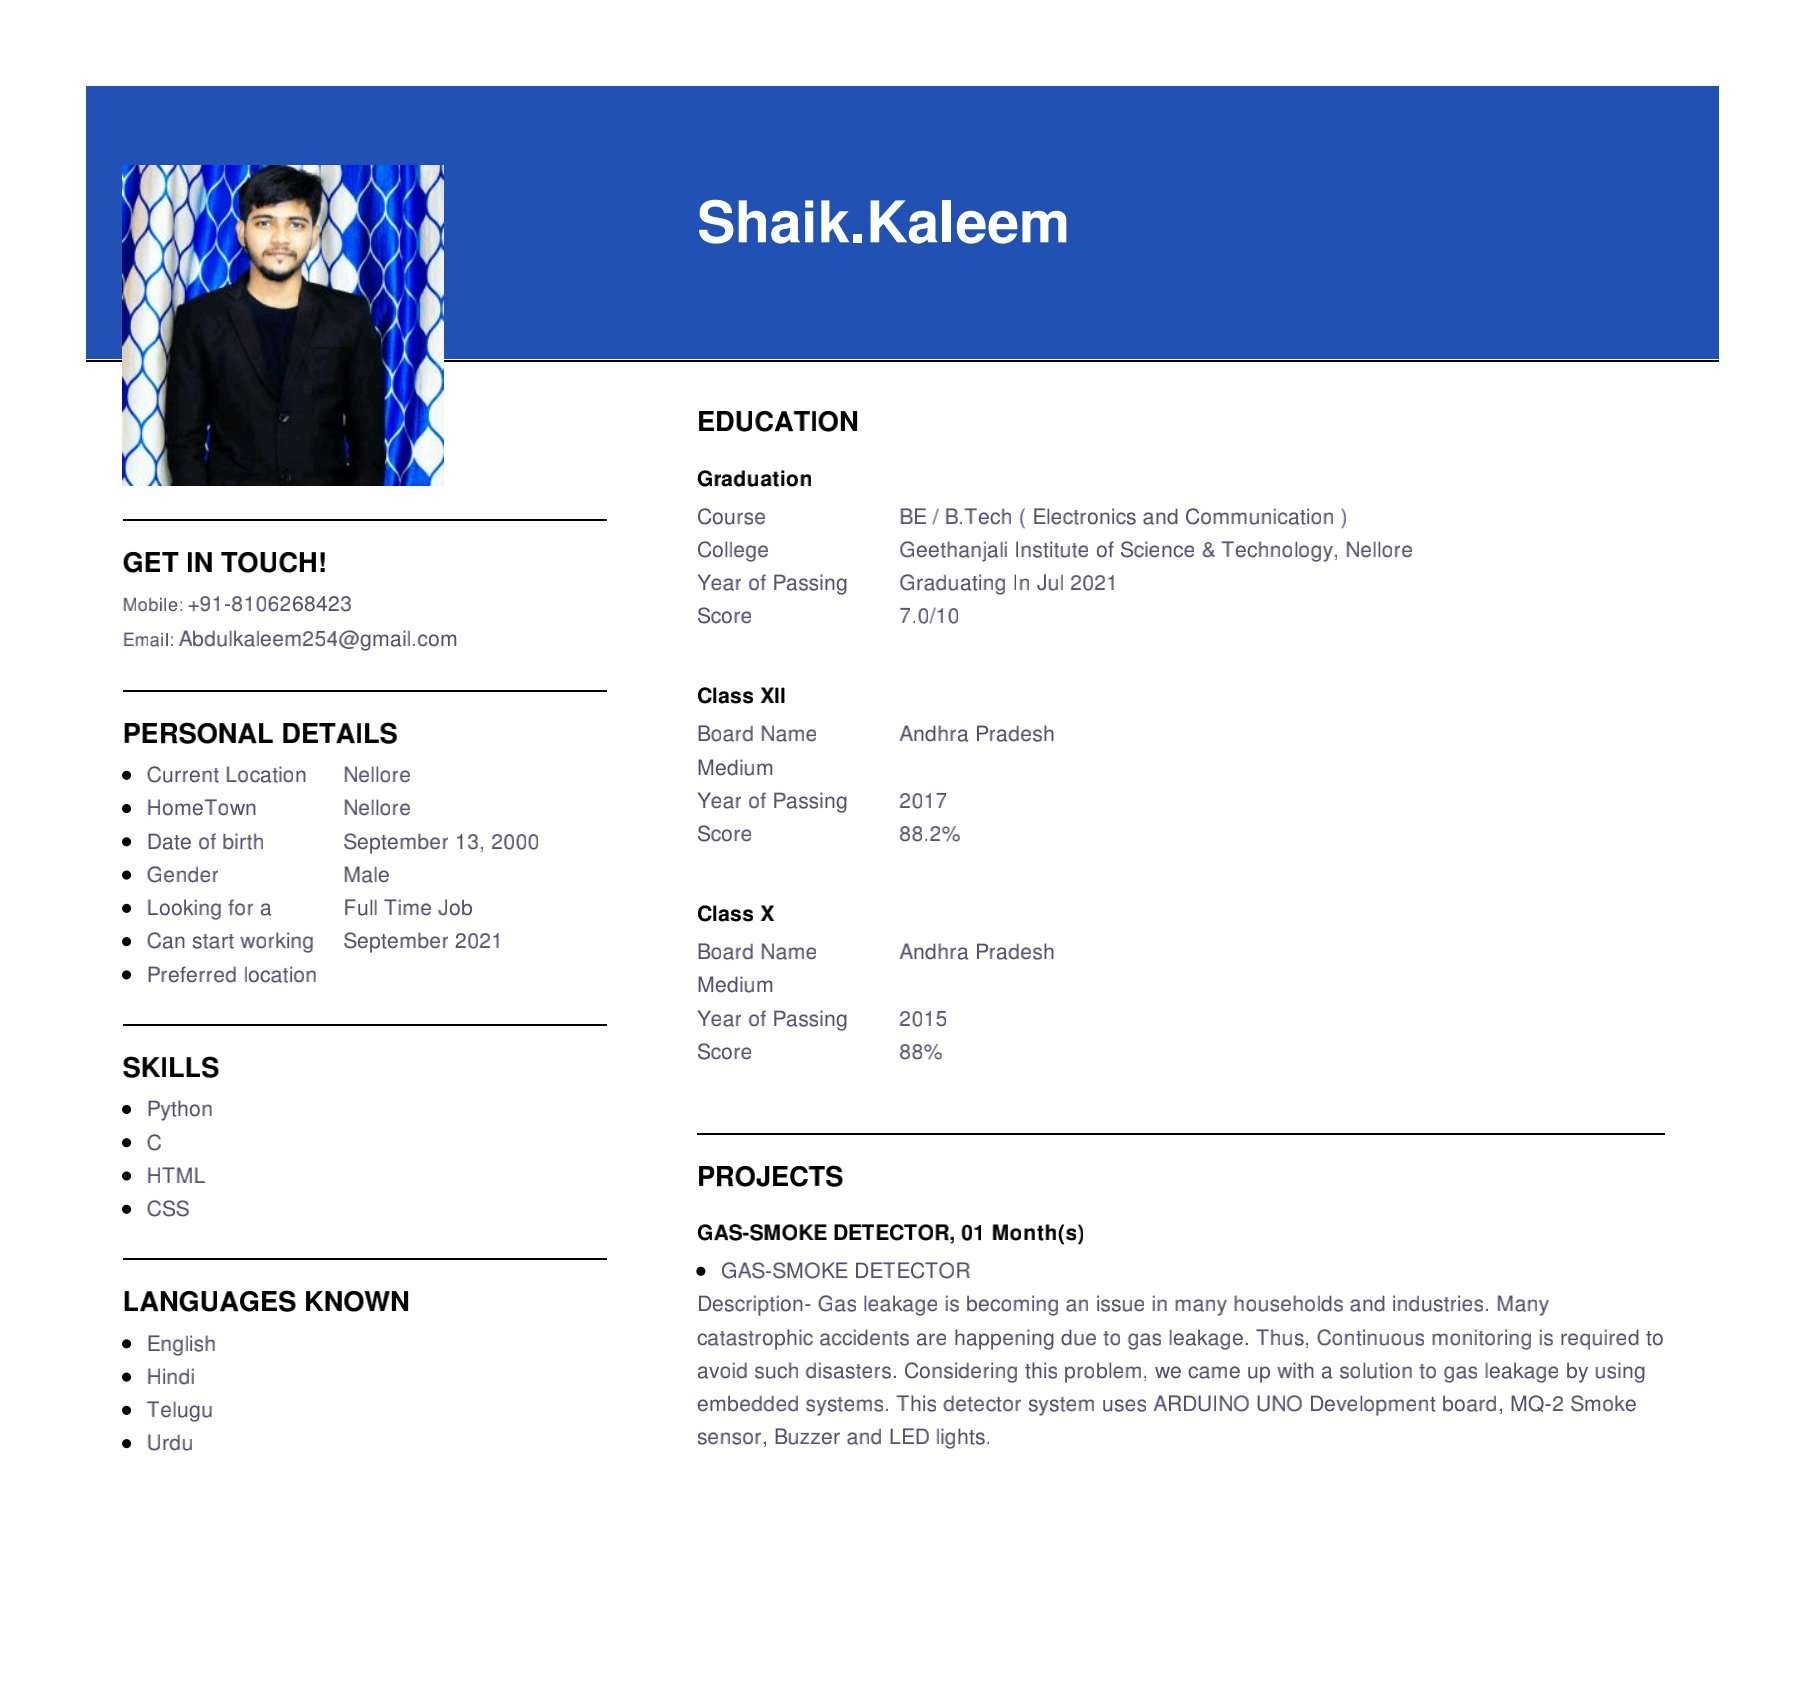 Shaik.Kaleem
GET IN TOUCH!
Mobile: +91-8106268423
Email: Abdulkaleem254@gmail.com
PERSONAL DETAILS
Current Location Nellore
HomeTown Nellore
Date of birth September 13, 2000
Gender Male
Looking for a Full Time Job
Can start working September 2021
Preferred location
SKILLS
Python
C
HTML
CSS
LANGUAGES KNOWN
English
Hindi
Telugu
Urdu
EDUCATION
Graduation
Course BE / B.Tech ( Electronics and Communication )
College Geethanjali Institute of Science & Technology, Nellore
Year of Passing Graduating In Jul 2021
Score 7.0/10
Class XII
Board Name Andhra Pradesh
Medium
Year of Passing 2017
Score 88.2%
Class X
Board Name Andhra Pradesh
Medium
Year of Passing 2015
Score 88%
PROJECTS
GAS-SMOKE DETECTOR, 01 Month(s)
GAS-SMOKE DETECTOR
Description- Gas leakage is becoming an issue in many households and industries. Many
catastrophic accidents are happening due to gas leakage. Thus, Continuous monitoring is required to
avoid such disasters. Considering this problem, we came up with a solution to gas leakage by using
embedded systems. This detector system uses ARDUINO UNO Development board, MQ-2 Smoke
sensor, Buzzer and LED lights.